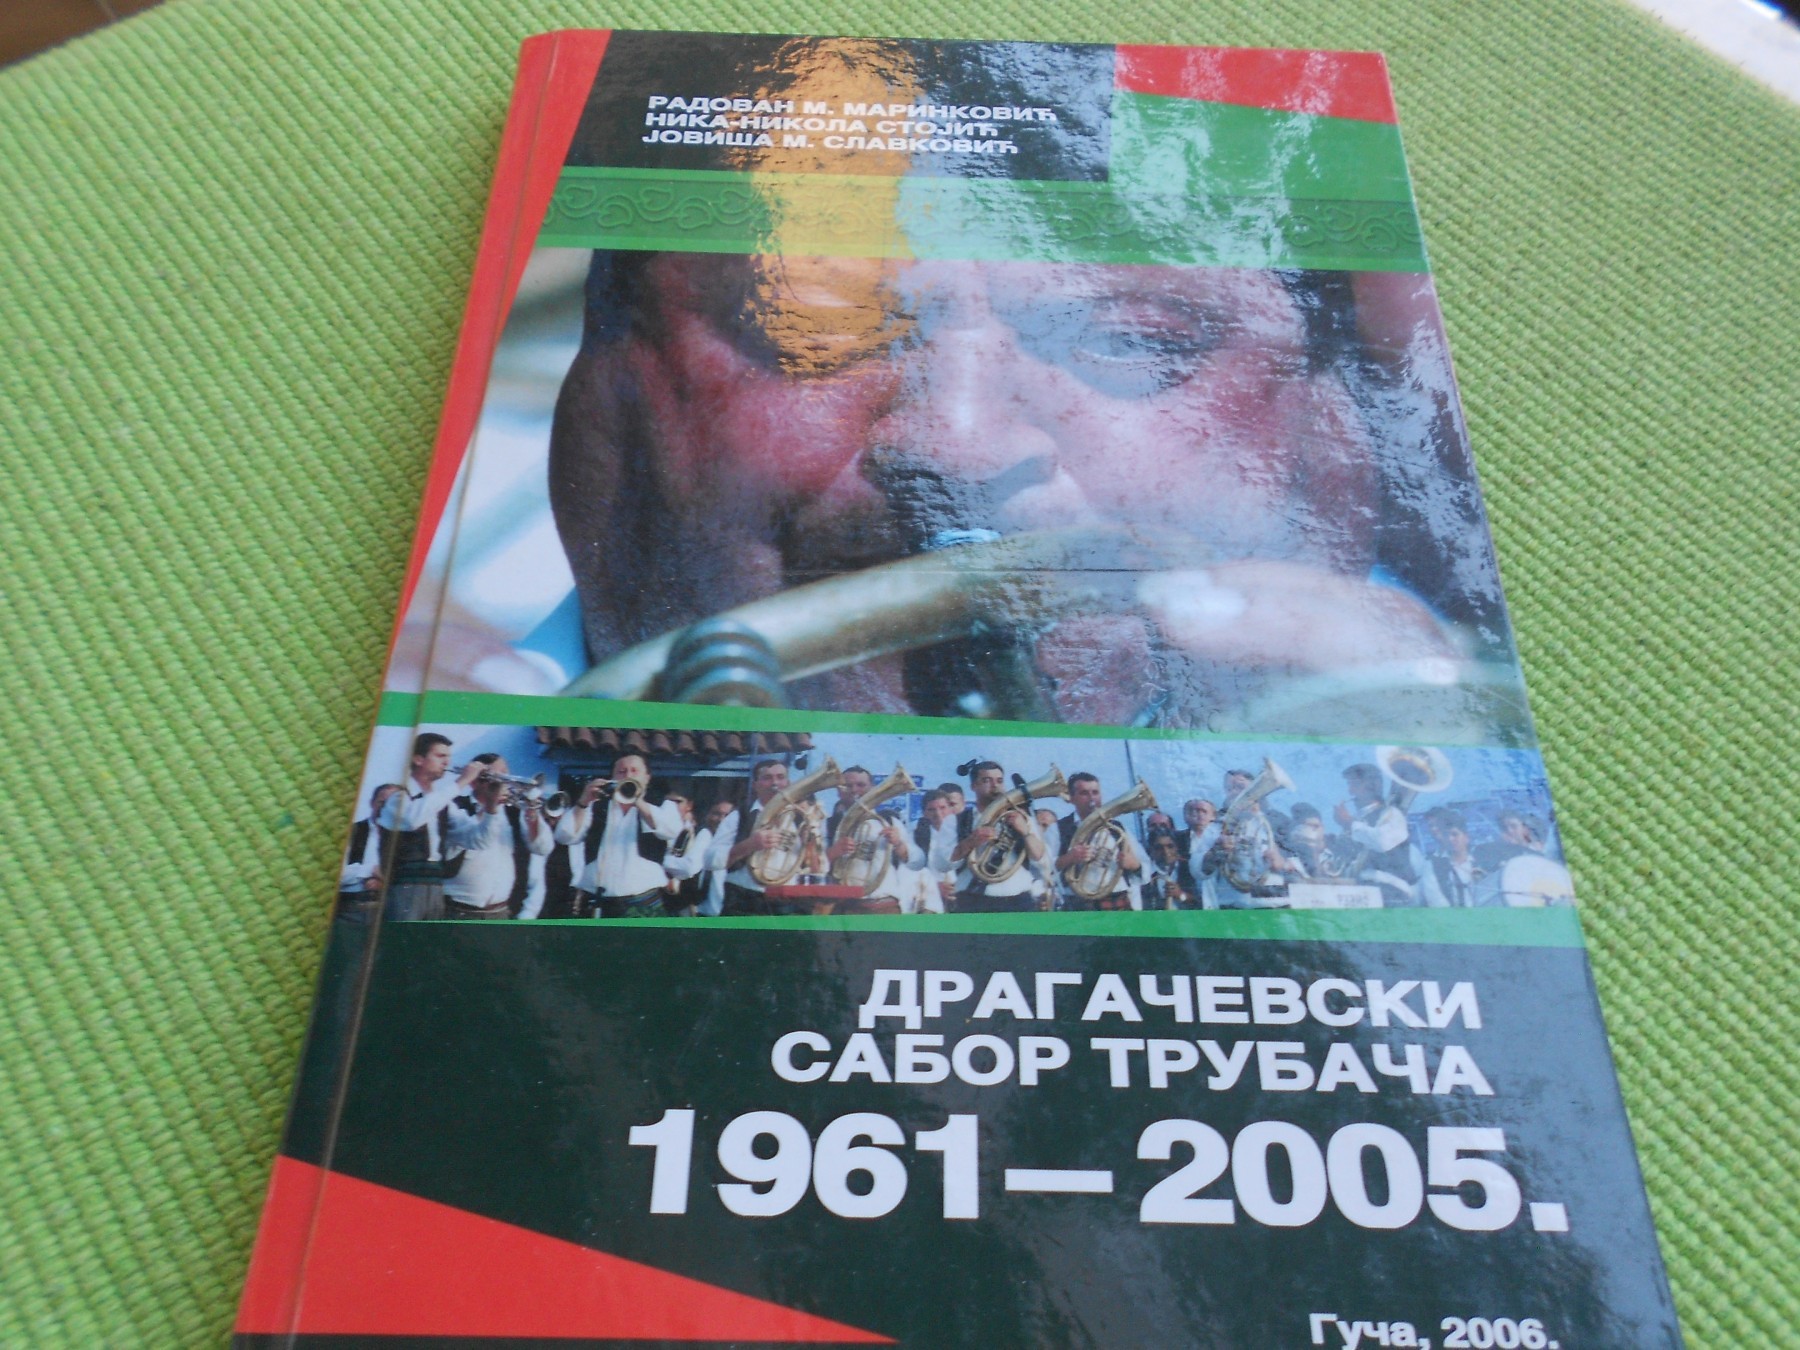 РАДОВАН М. МАРИНКОВИЋ
НИКА-НИКОЛА СТОЈИЋ
ЈОВИША М. СЛАВКОВИЋ
ДРАГАЧЕВСКИ
САБОР ТРУБАЧА
1961–2005.
Гуча, 2006.